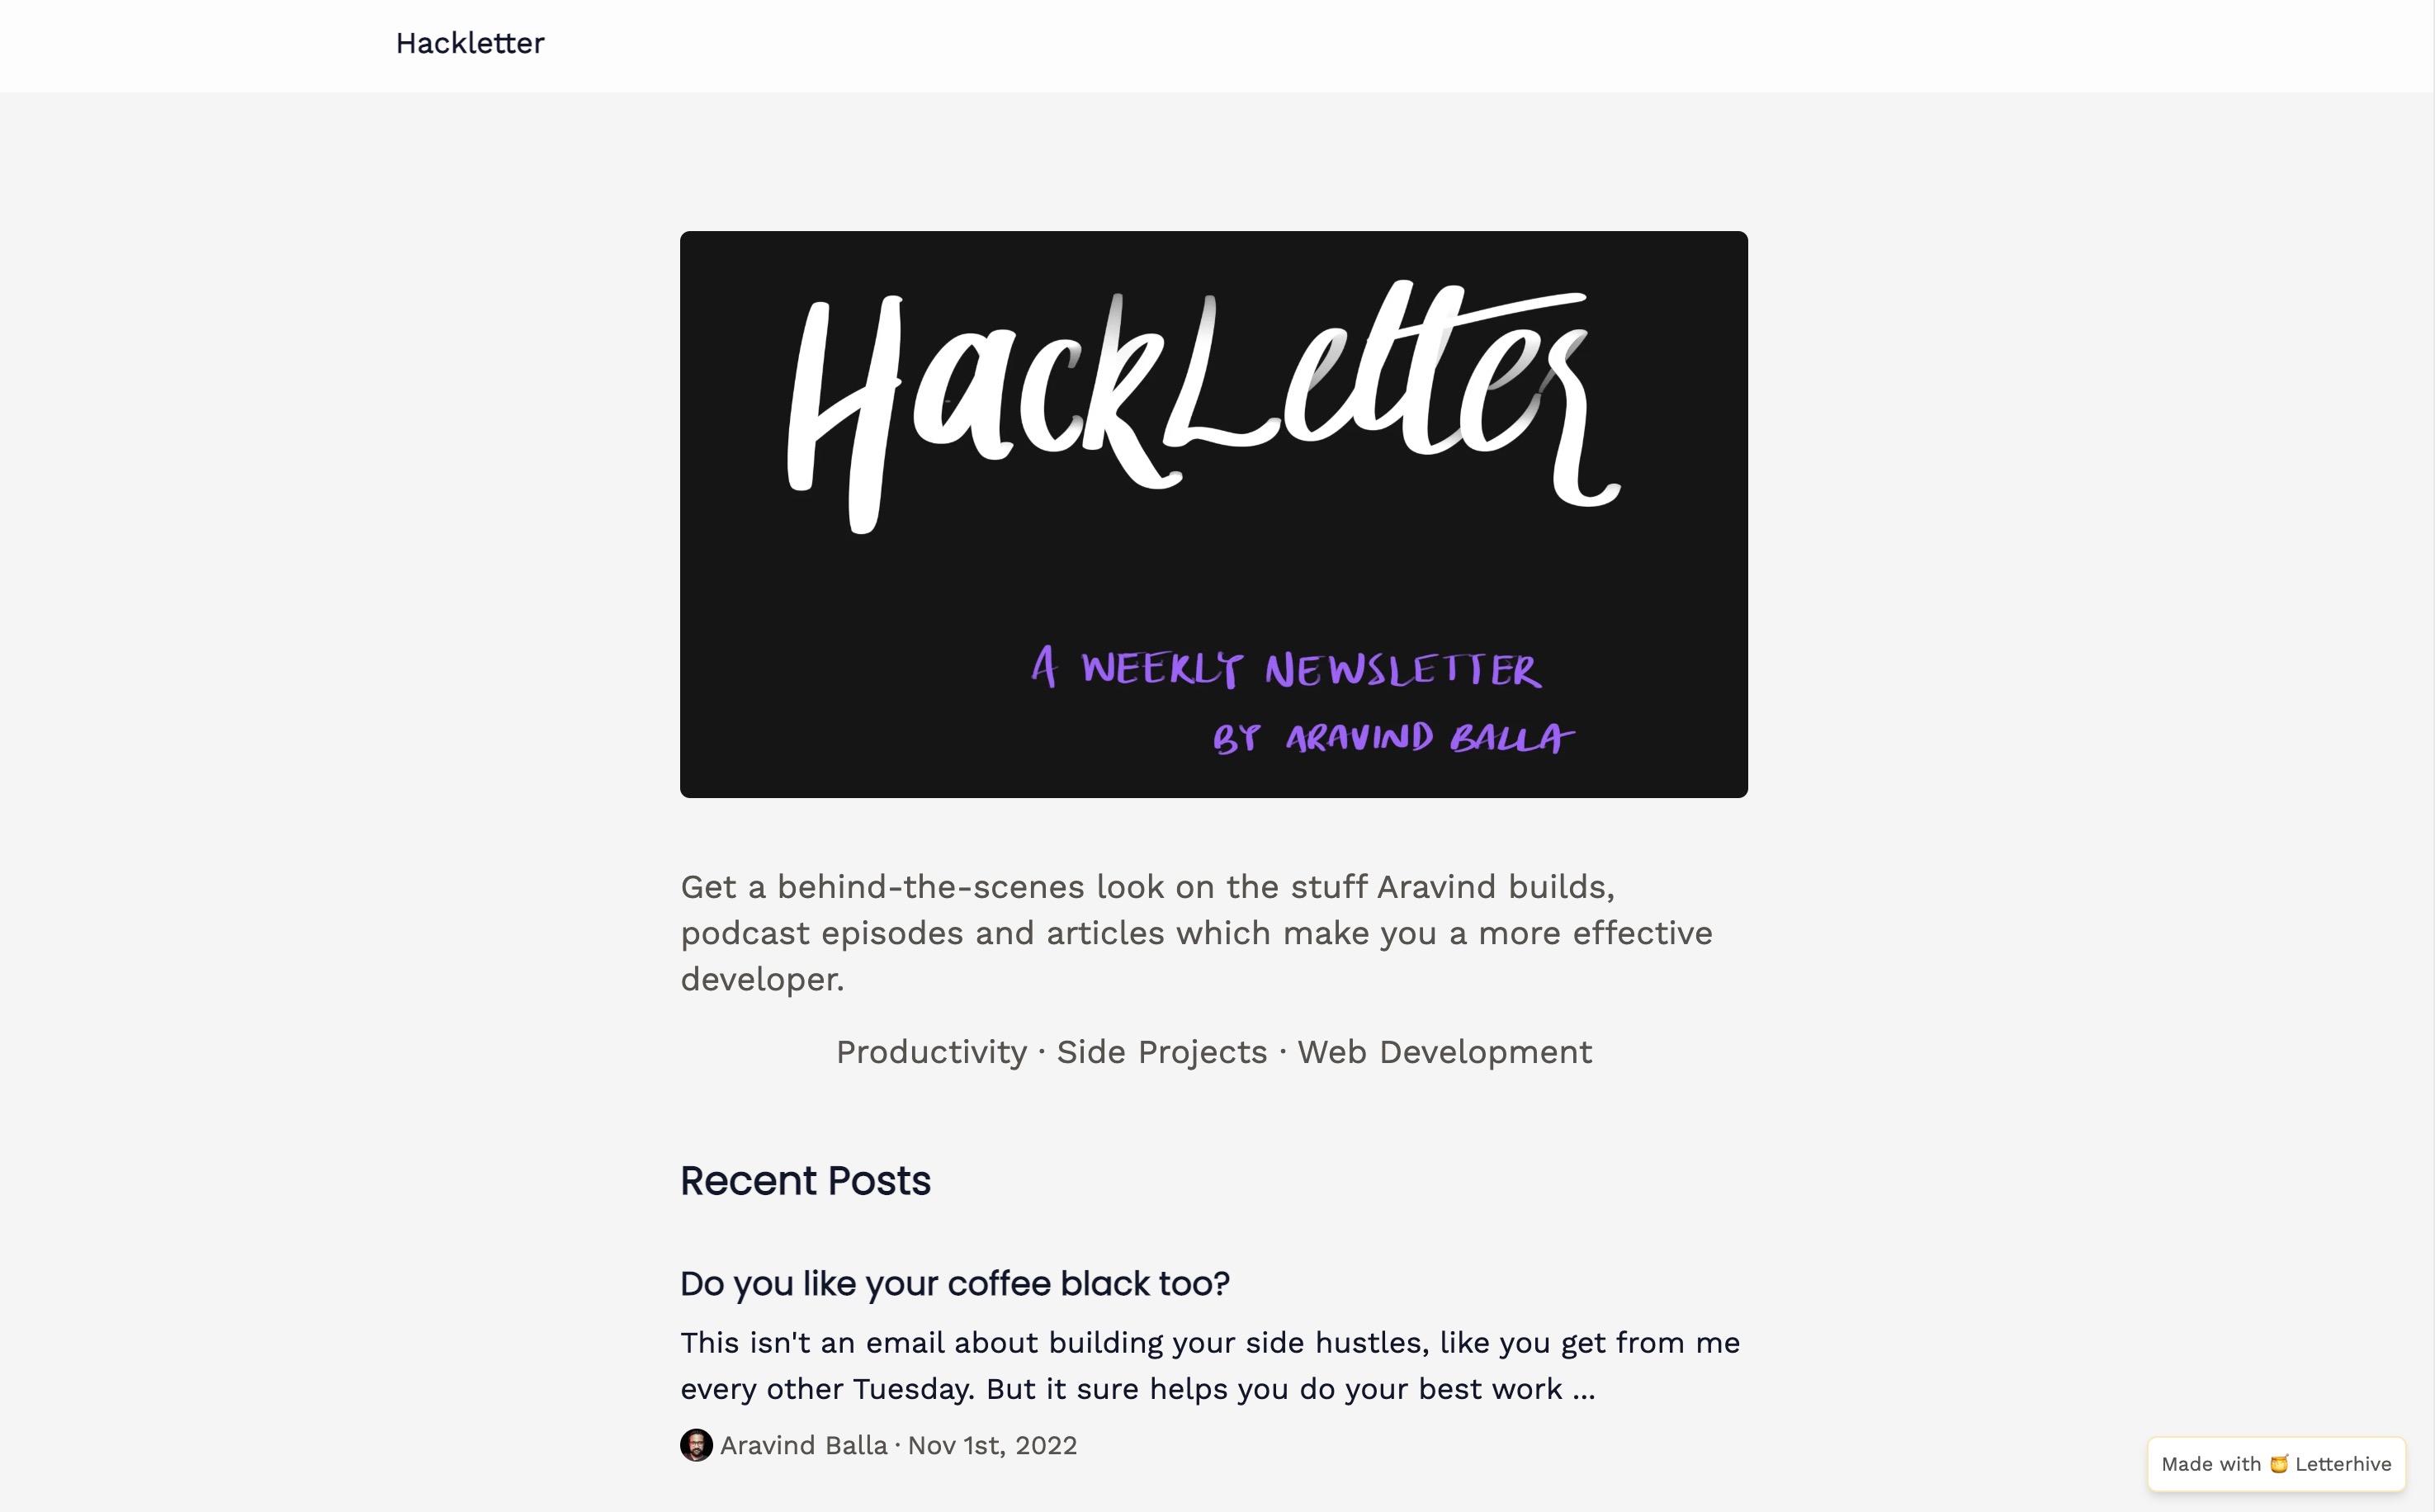 Hackletter
HackLetter
A WEEKLY NEWSLETTER
BY ARAVIND BALLA
Get a behind-the-scenes look on the stuff Aravind builds,
podcast episodes and articles which make you a more effective
developer.
Productivity · Side Projects · Web Development
Recent Posts
Do you like your coffee black too?
This isn't an email about building your side hustles, like you get from me
every other Tuesday. But it sure helps you do your best work ...
Aravind Balla · Nov 1st, 2022
Made with 🍯 Letterhive